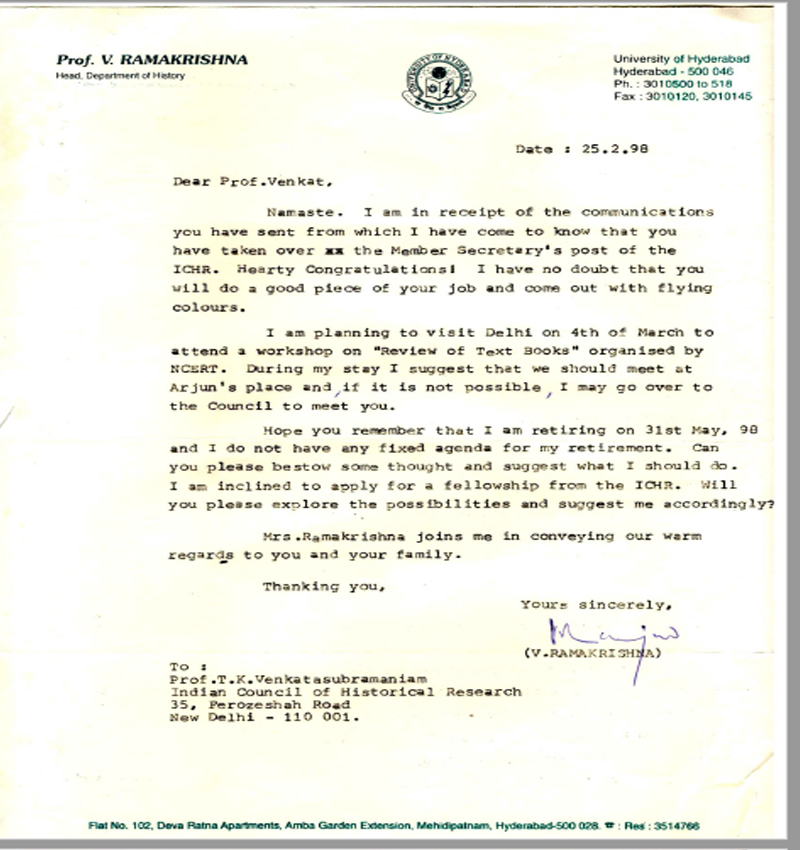 Prof. V. RAMAKRISHNA
Head, Department of History
UNIVERSITY OF HYDERABAD
University of Hyderabad
Hyderabad - 500 046
Ph. : 3010500 to 518
Fax : 3010120, 3010145
Date : 25.2.98
Dear Prof.Venkat,
Namaste. I am in receipt of the communications
you have sent from which I have come to know that you
have taken over xx the Member Secretary's post of the
ICHR. Hearty Congratulations! I have no doubt that you
will do a good piece of your job and come out with flying
colours.
I am planning to visit Delhi on 4th of March to
attend a workshop on "Review of Text Books" organised by
NCERT. During my stay I suggest that we should meet at
Arjun's place and, if it is not possible, I may go over to
the Council to meet you.
Hope you remember that I am retiring on 31st May, 98
and I do not have any fixed agenda for my retirement. Can
you please bestow some thought and suggest what I should do.
I am inclined to apply for a fellowship from the ICHR. Will
you please explore the possibilities and suggest me accordingly?
Mrs.Ramakrishna joins me in conveying our warm
regards to you and your family.
Thanking you,
Yours sincerely,
(V.RAMAKRISHNA)
To :
Prof.T.K.Venkatasubramaniam
Indian Council of Historical Research
35, Perozeshah Road
New Delhi - 110 001.
Flat No. 102, Deva Ratna Apartments, Amba Garden Extension, Mehidipatnam, Hyderabad-500 028. ☎ : Res : 3514766